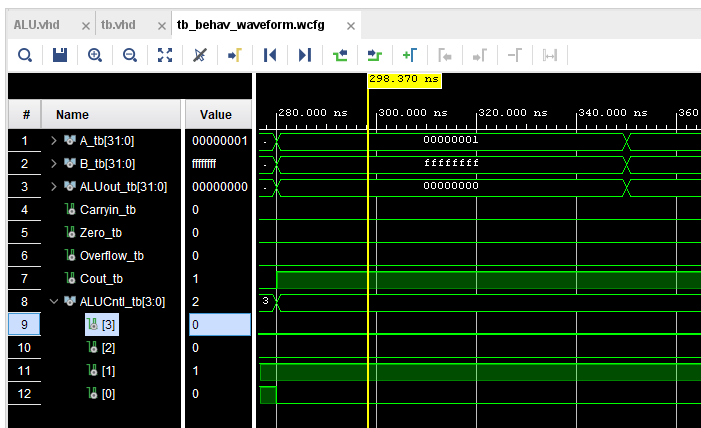 ALU.vhd × tb.vhd × tb_behav_waveform.wcfg ×
298.370 ns
# Name Value
280.000 ns 300.000 ns 320.000 ns 340.000 ns 360
1 A_tb[31:0] 00000001 00000001
2 B_tb[31:0] ffffffff ffffffff
3 ALUout_tb[31:0] 00000000 00000000
4 Carryin_tb 0
5 Zero_tb 0
6 Overflow_tb 0
7 Cout_tb 1
8 ALUCntl_tb[3:0] 2 3
9 [3] 0
10 [2] 0
11 [1] 1
12 [0] 0